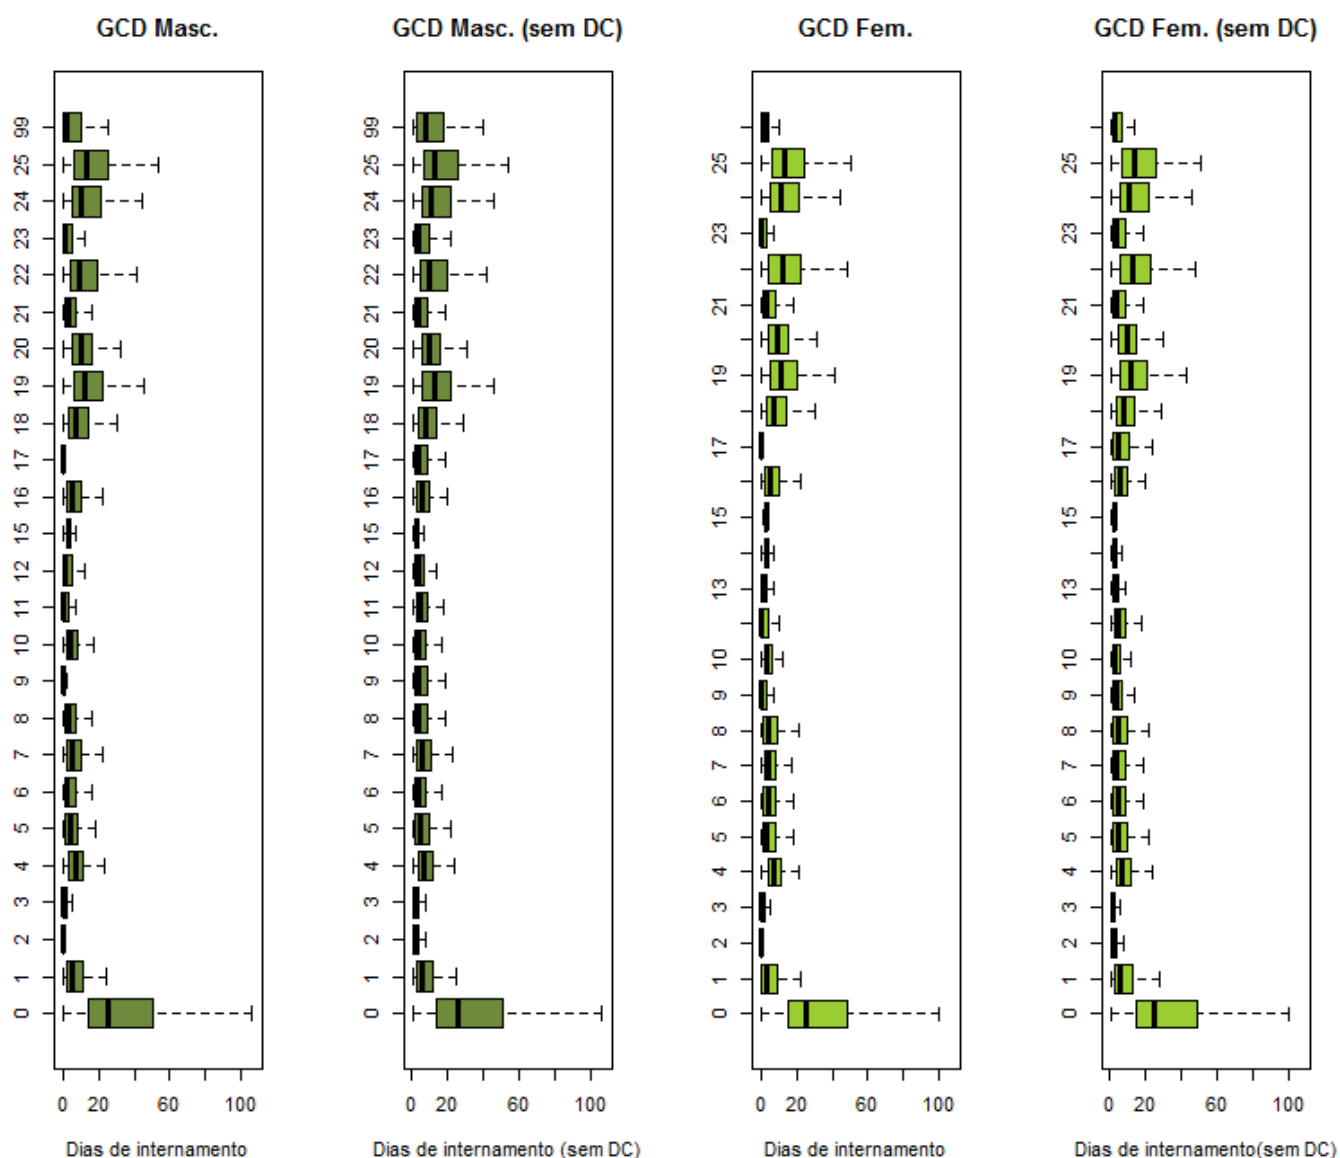 GCD Masc. GCD Masc. (sem DC) GCD Fem. GCD Fem. (sem DC)
99 99
25 25 25 25
24 24
23 23 23 23
22 22
21 21 21 21
20 20
19 19 19 19
18 18
17 17 17 17
16 16
15 15 15 15
12 12 13 13
11 11
10 10 10 10
9 9 9 9
8 8 8 8
7 7 7 7
6 6 6 6
5 5 5 5
4 4 4 4
3 3 3 3
2 2 2 2
1 1 1 1
0 0 0 0
0 20 60 100 0 20 60 100 0 20 60 100 0 20 60 100
Dias de internamento Dias de internamento (sem DC) Dias de internamento Dias de internamento(sem DC)